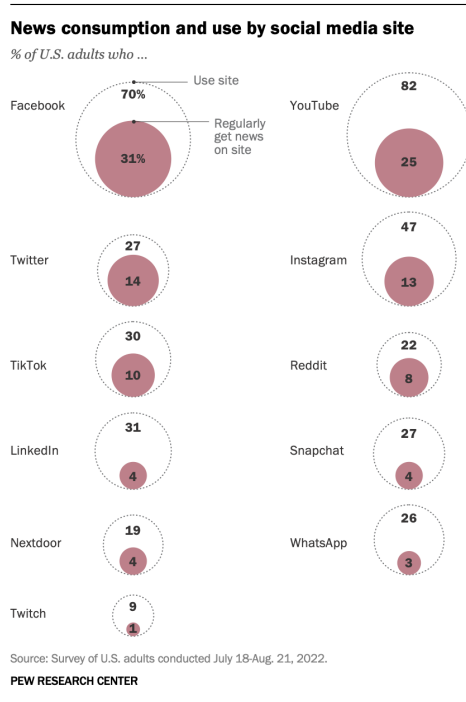 News consumption and use by social media site
% of U.S. adults who ...
Facebook
70%
Use site
31%
Regularly
get news
on site
YouTube
82
25
Twitter
27
14
Instagram
47
13
TikTok
30
10
Reddit
22
8
LinkedIn
31
4
Snapchat
27
4
Nextdoor
19
4
WhatsApp
26
3
Twitch
9
1
Source: Survey of U.S. adults conducted July 18-Aug. 21, 2022.
PEW RESEARCH CENTER